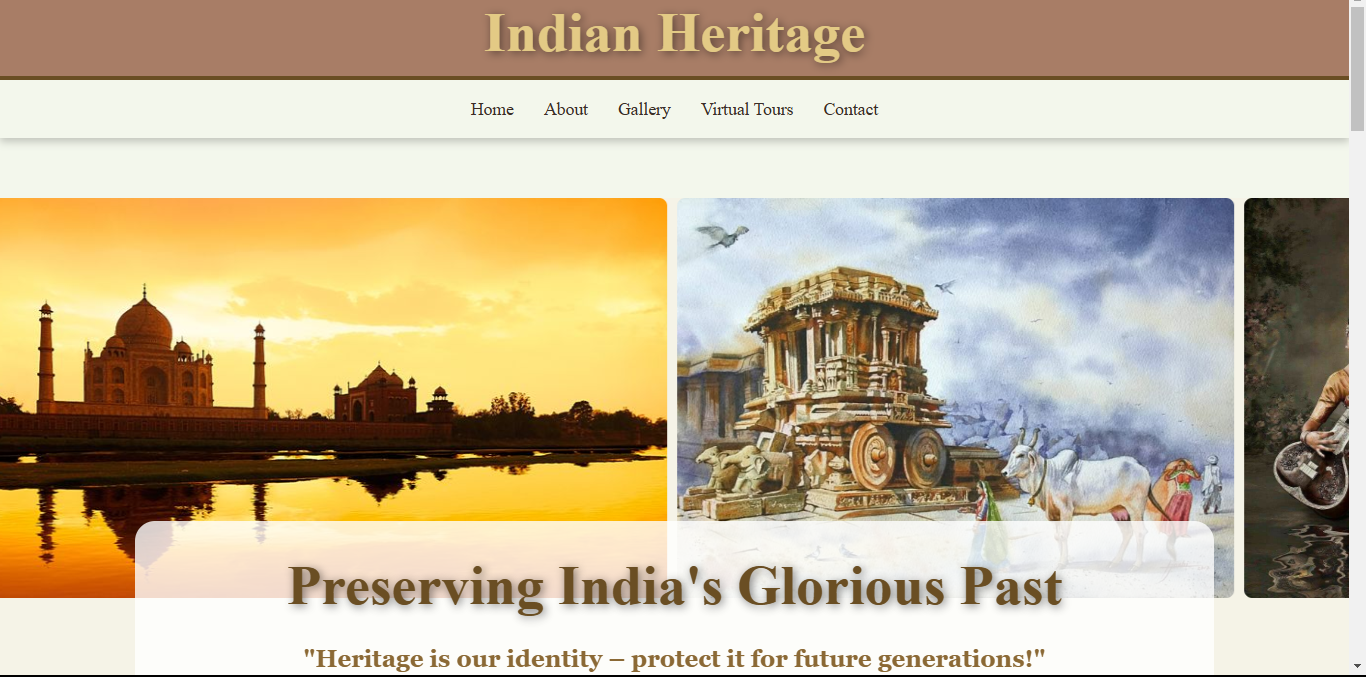 Indian Heritage
Home About Gallery Virtual Tours Contact
Preserving India's Glorious Past
"Heritage is our identity – protect it for future generations!"